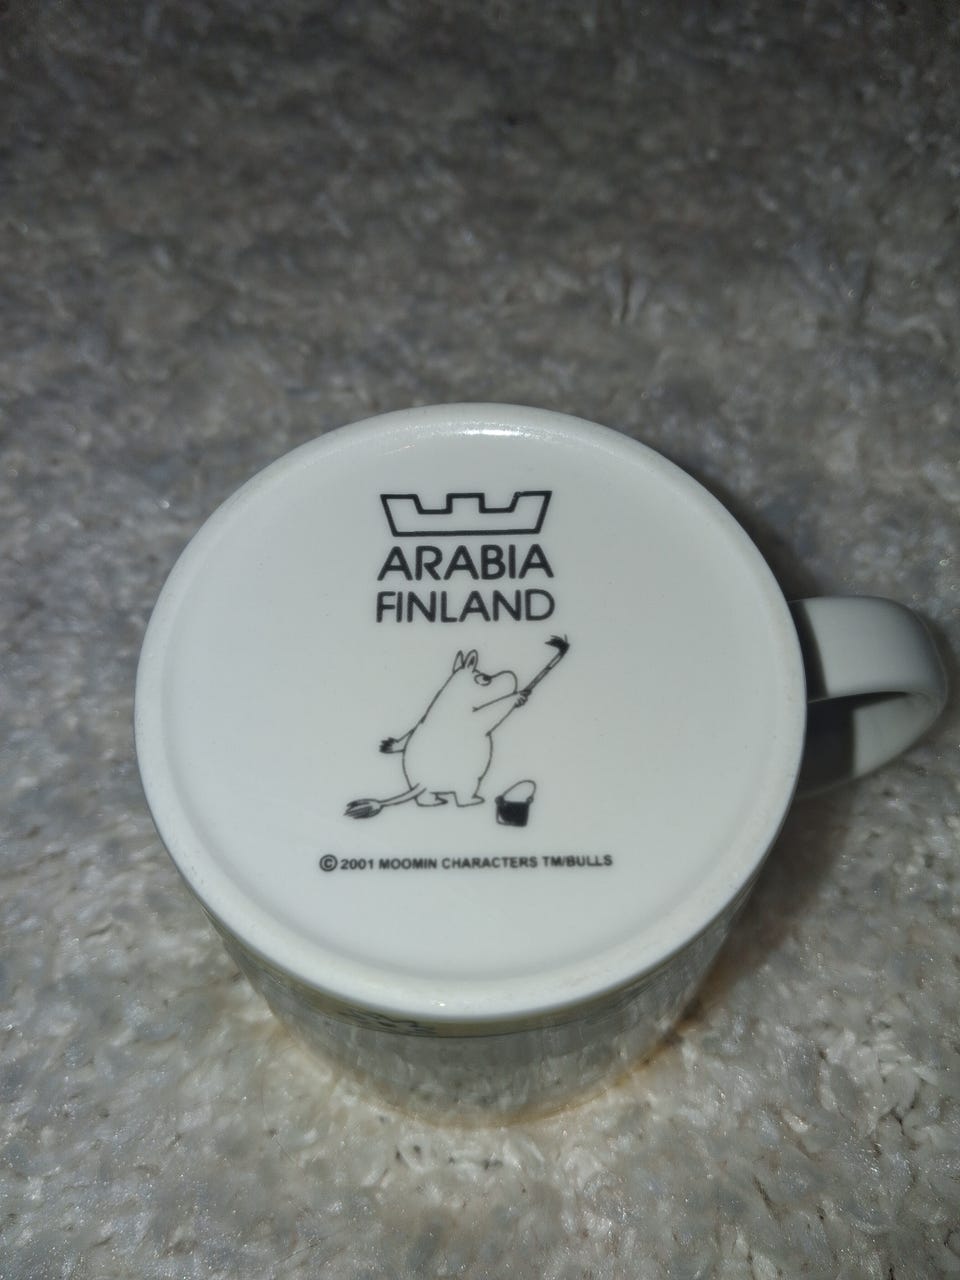 ARABIA
FINLAND
© 2001 MOOMIN CHARACTERS TM/BULLS